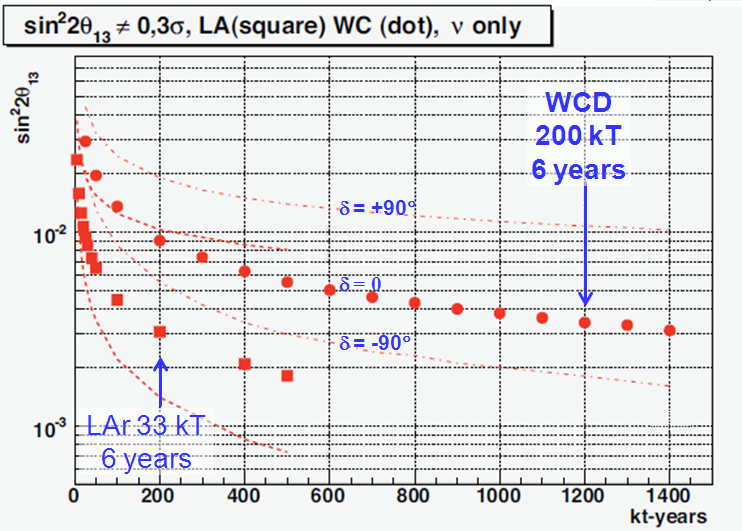 sin²2θ₁₃ ≠ 0,3σ, LA(square) WC (dot), ν only
sin²2θ₁₃
WCD
200 kT
6 years
δ = +90°
10⁻²
δ = 0
δ = -90°
10⁻³
LAr 33 kT
6 years
0 200 400 600 800 1000 1200 1400
kt-years